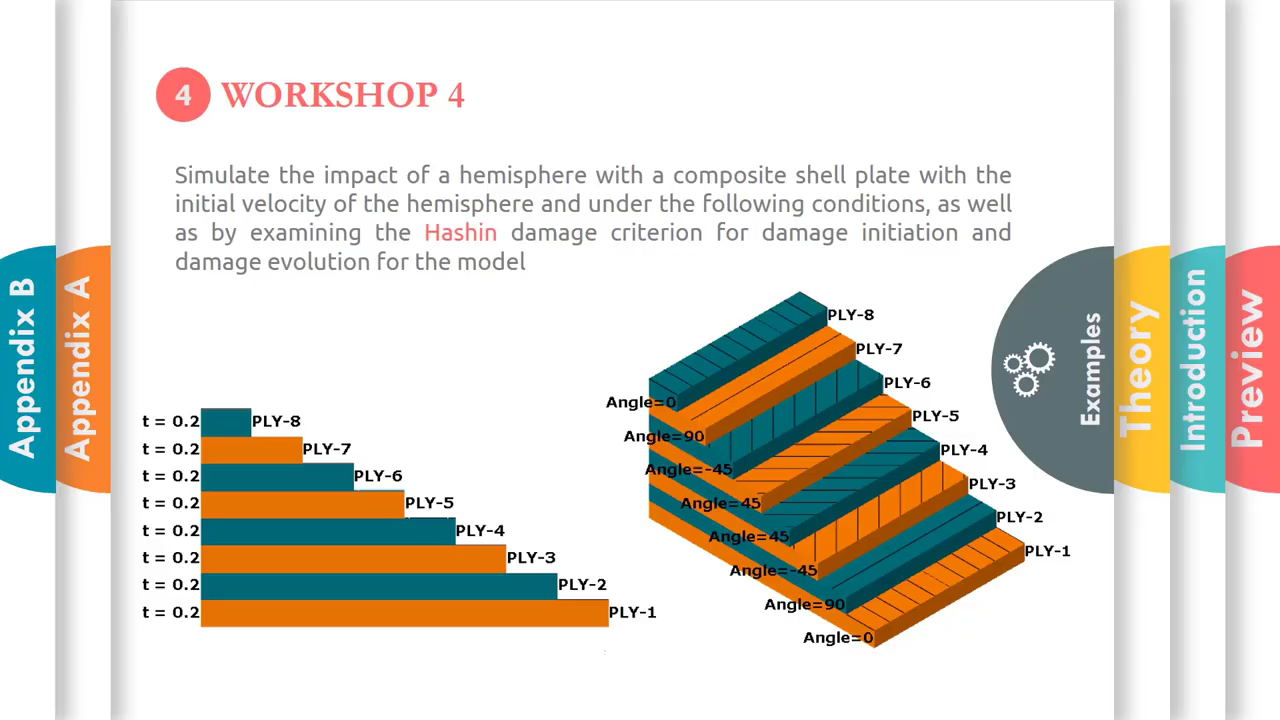 4 WORKSHOP 4
Simulate the impact of a hemisphere with a composite shell plate with the
initial velocity of the hemisphere and under the following conditions, as well
as by examining the Hashin damage criterion for damage initiation and
damage evolution for the model
Appendix B
Appendix A
t = 0.2 PLY-8
t = 0.2 PLY-7
t = 0.2 PLY-6
t = 0.2 PLY-5
t = 0.2 PLY-4
t = 0.2 PLY-3
t = 0.2 PLY-2
t = 0.2 PLY-1
PLY-8
PLY-7
PLY-6
PLY-5
PLY-4
PLY-3
PLY-2
PLY-1
Angle=0
Angle=90
Angle=-45
Angle=45
Angle=45
Angle=-45
Angle=90
Angle=0
Examples
Theory
Introduction
Preview